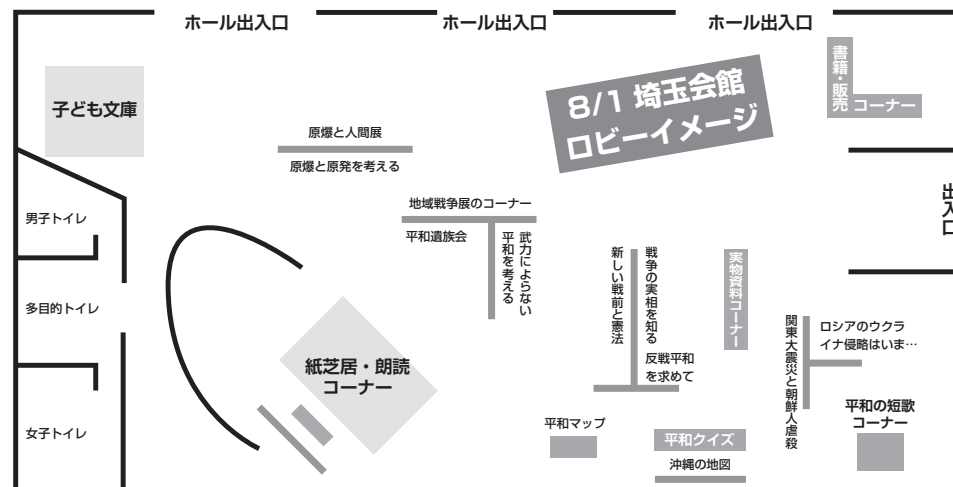 ホール出入口
ホール出入口
ホール出入口
8/1 埼玉会館
ロビーイメージ
書籍・販売
コーナー
子ども文庫
原爆と人間展
原爆と原発を考える
出入口
地域戦争展のコーナー
平和遺族会
武力によらない
平和を考える
男子トイレ
多目的トイレ
女子トイレ
戦争の実相を知る
新しい戦前と憲法
反戦平和
を求めて
実物資料コーナー
関東大震災と朝鮮人虐殺
ロシアのウクラ
イナ侵略はいま…
紙芝居・朗読
コーナー
平和マップ
平和クイズ
沖縄の地図
平和の短歌
コーナー